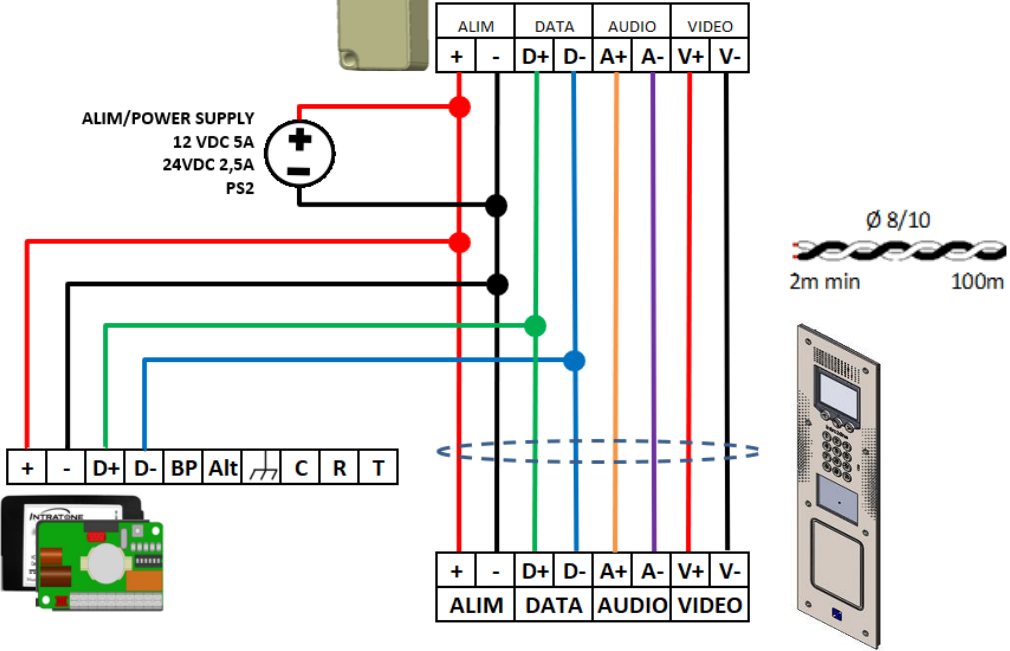 ALIM DATA AUDIO VIDEO
+ - D+ D- A+ A- V+ V-
ALIM/POWER SUPPLY
12 VDC 5A
24VDC 2,5A
PS2
+
-
Ø 8/10
2m min 100m
+ - D+ D- BP Alt C R T
INTRATONE
+ - D+ D- A+ A- V+ V-
ALIM DATA AUDIO VIDEO